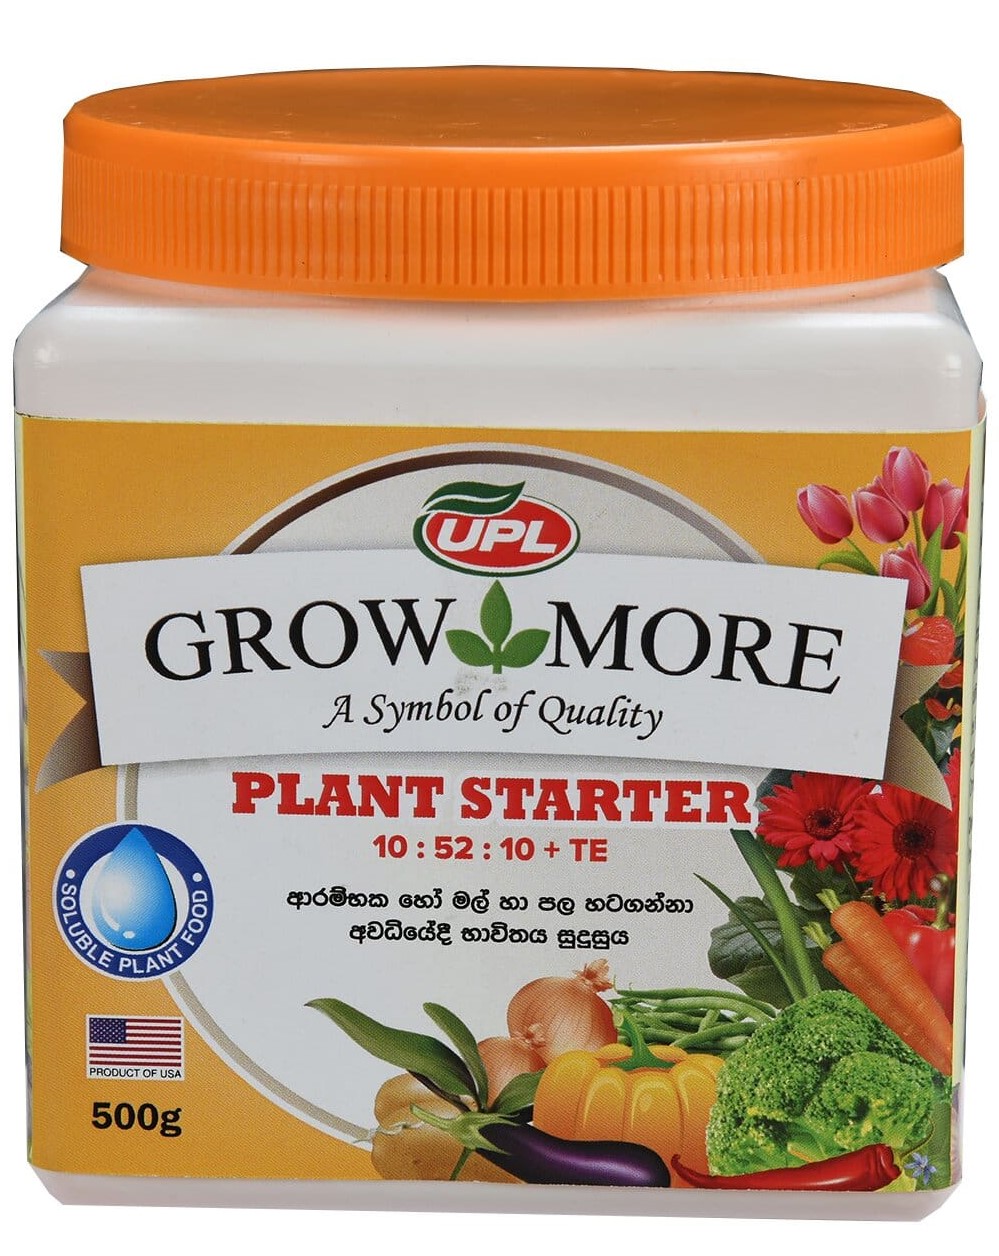 UPL
GROW MORE
A Symbol of Quality
PLANT STARTER
10 : 52 : 10 + TE
ආරම්භක හෝ මල් හා පල හටගන්නා
අවධියේදී භාවිතය සුදුසුය
SOLUBLE PLANT FOOD
PRODUCT OF USA
500g